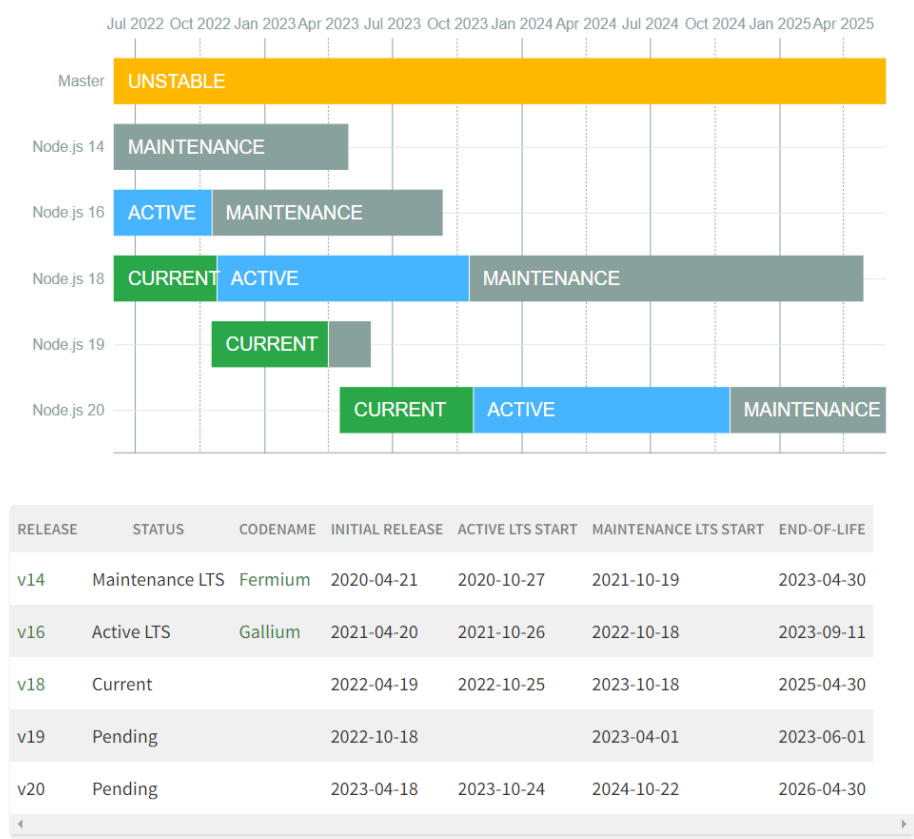 Jul 2022 Oct 2022 Jan 2023 Apr 2023 Jul 2023 Oct 2023 Jan 2024 Apr 2024 Jul 2024 Oct 2024 Jan 2025 Apr 2025
Master UNSTABLE
Node.js 14 MAINTENANCE
Node.js 16 ACTIVE MAINTENANCE
Node.js 18 CURRENT ACTIVE MAINTENANCE
Node.js 19 CURRENT
Node.js 20 CURRENT ACTIVE MAINTENANCE
RELEASE STATUS CODENAME INITIAL RELEASE ACTIVE LTS START MAINTENANCE LTS START END-OF-LIFE
v14 Maintenance LTS Fermium 2020-04-21 2020-10-27 2021-10-19 2023-04-30
v16 Active LTS Gallium 2021-04-20 2021-10-26 2022-10-18 2023-09-11
v18 Current 2022-04-19 2022-10-25 2023-10-18 2025-04-30
v19 Pending 2022-10-18 2023-04-01 2023-06-01
v20 Pending 2023-04-18 2023-10-24 2024-10-22 2026-04-30